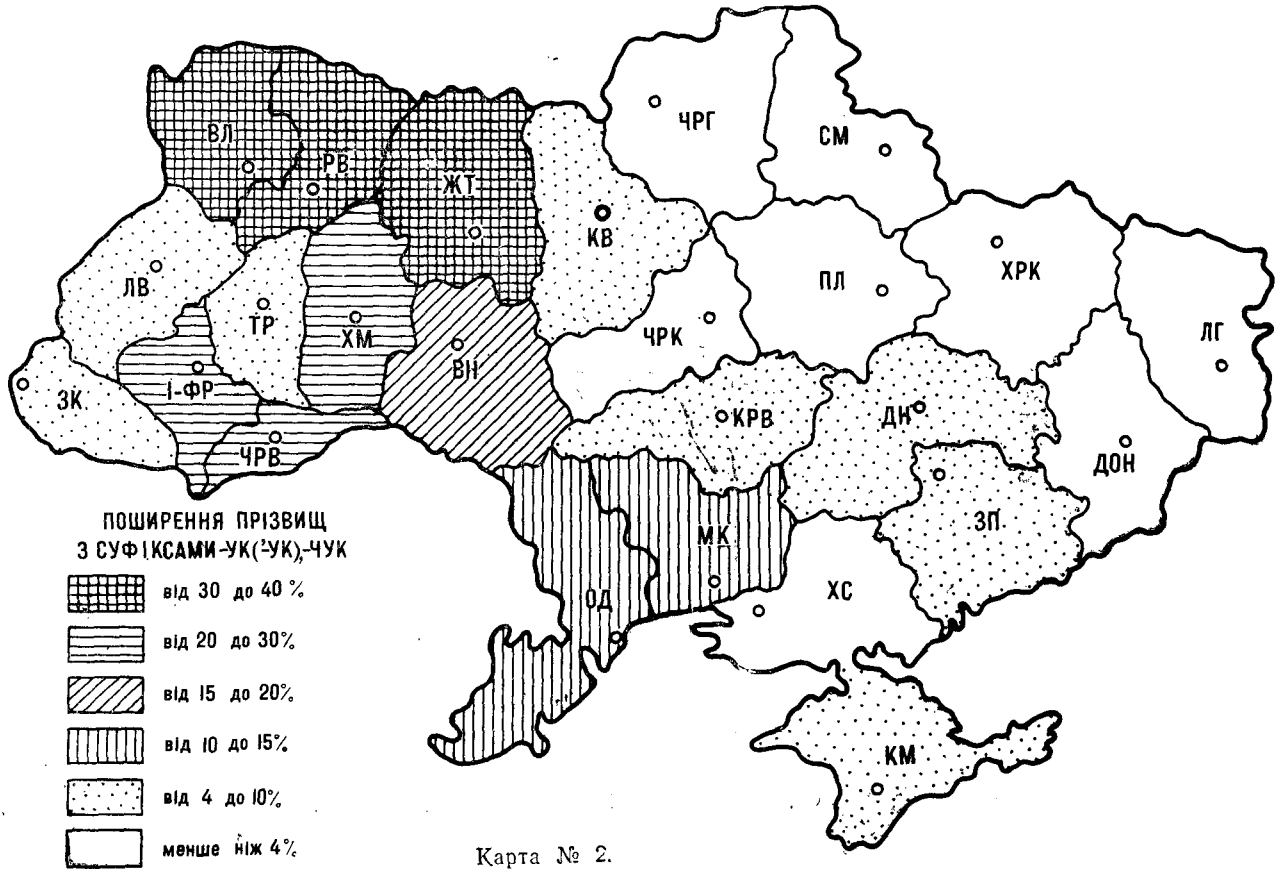 ЧРГ
СМ
ВЛ
РВ
ЖТ
КВ
ХРК
ПЛ
ЛВ
ТР
ХМ
ЧРК
ЛГ
ВН
І-ФР
ЗК
КРВ
ДН
ЧРВ
ДОН
ЗП
МК
ХС
ОД
КМ
ПОШИРЕННЯ ПРІЗВИЩ
З СУФІКСАМИ-УК(’-УК),-ЧУК
від 30 до 40%
від 20 до 30%
від 15 до 20%
від 10 до 15%
від 4 до 10%
менше ніж 4%
Карта № 2.